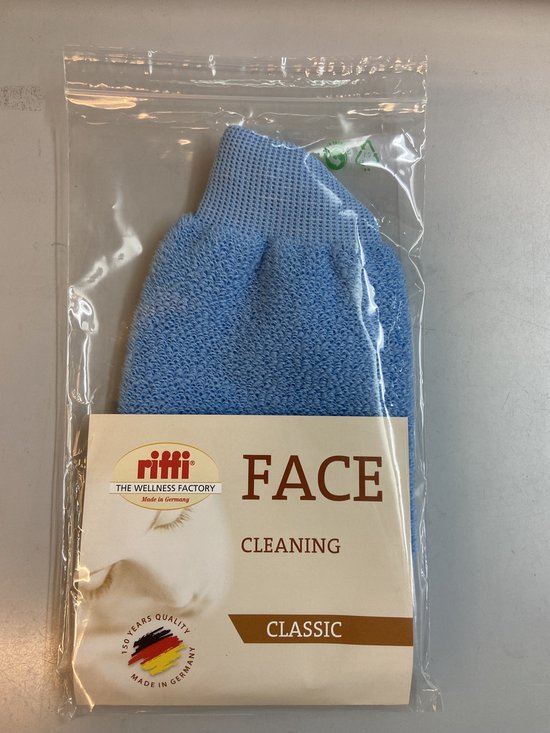 riffi®
THE WELLNESS FACTORY
Made in Germany
FACE
CLEANING
CLASSIC
150 YEARS QUALITY
MADE IN GERMANY